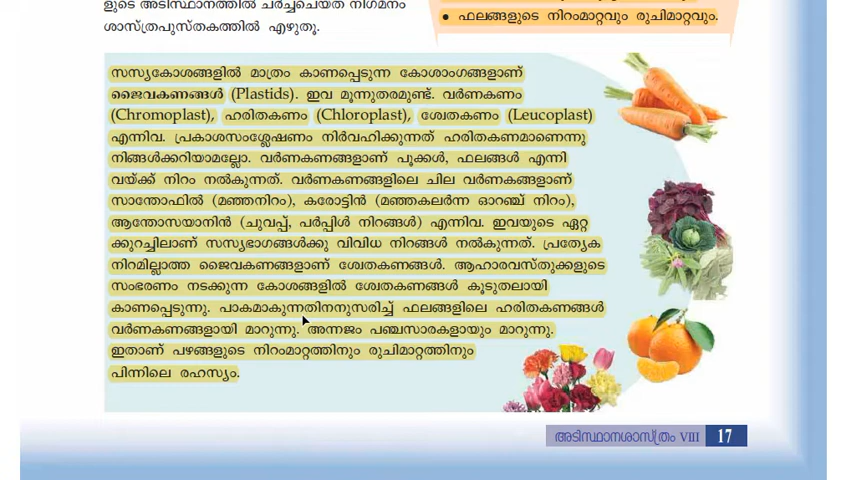 ളുടെ അടിസ്ഥാനത്തിൽ ചർച്ചചെയ്ത് നിഗമനം
ശാസ്ത്രപുസ്തകത്തിൽ എഴുതൂ.
• ഫലങ്ങളുടെ നിറംമാറ്റവും രുചിമാറ്റവും.
സസ്യകോശങ്ങളിൽ മാത്രം കാണപ്പെടുന്ന കോശാംഗങ്ങളാണ്
ജൈവകണങ്ങൾ (Plastids). ഇവ മൂന്നുതരമുണ്ട്. വർണകണം
(Chromoplast), ഹരിതകണം (Chloroplast), ശ്വേതകണം (Leucoplast)
എന്നിവ. പ്രകാശസംശ്ലേഷണം നിർവഹിക്കുന്നത് ഹരിതകണമാണെന്നു
നിങ്ങൾക്കറിയാമല്ലോ. വർണകണങ്ങളാണ് പൂക്കൾ, ഫലങ്ങൾ എന്നി
വയ്ക്ക് നിറം നൽകുന്നത്. വർണകണങ്ങളിലെ ചില വർണകങ്ങളാണ്
സാന്തോഫിൽ (മഞ്ഞനിറം), കരോട്ടിൻ (മഞ്ഞകലർന്ന ഓറഞ്ച് നിറം),
ആന്തോസയാനിൻ (ചുവപ്പ്, പർപ്പിൾ നിറങ്ങൾ) എന്നിവ. ഇവയുടെ ഏറ്റ
ക്കുറച്ചിലാണ് സസ്യഭാഗങ്ങൾക്കു വിവിധ നിറങ്ങൾ നൽകുന്നത്. പ്രത്യേക
നിറമില്ലാത്ത ജൈവകണങ്ങളാണ് ശ്വേതകണങ്ങൾ. ആഹാരവസ്തുക്കളുടെ
സംഭരണം നടക്കുന്ന കോശങ്ങളിൽ ശ്വേതകണങ്ങൾ കൂടുതലായി
കാണപ്പെടുന്നു. പാകമാകുന്നതിനനുസരിച്ച് ഫലങ്ങളിലെ ഹരിതകണങ്ങൾ
വർണകണങ്ങളായി മാറുന്നു. അന്നജം പഞ്ചസാരകളായും മാറുന്നു.
ഇതാണ് പഴങ്ങളുടെ നിറംമാറ്റത്തിനും രുചിമാറ്റത്തിനും
പിന്നിലെ രഹസ്യം.
അടിസ്ഥാനശാസ്ത്രം VIII 17